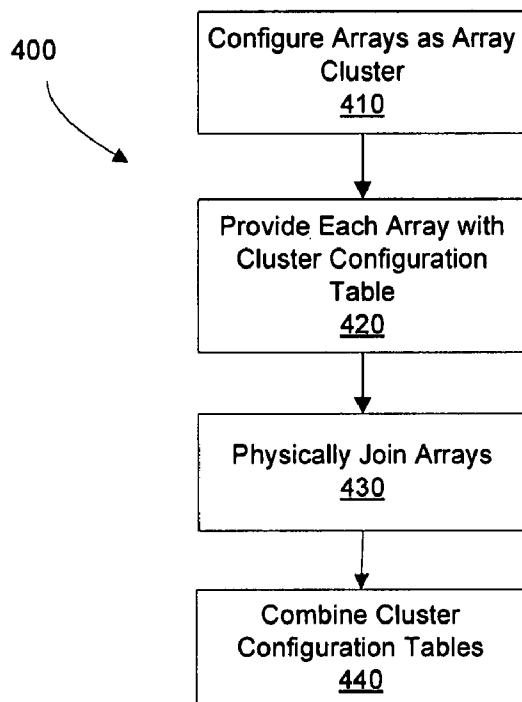 400
Configure Arrays as Array
Cluster
410
Provide Each Array with
Cluster Configuration
Table
420
Physically Join Arrays
430
Combine Cluster
Configuration Tables
440